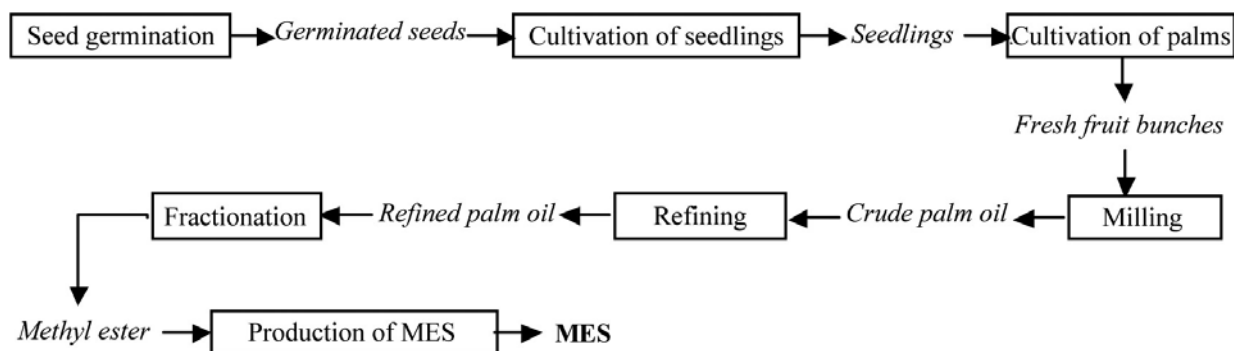 Seed germination Germinated seeds Cultivation of seedlings Seedlings Cultivation of palms
Fresh fruit bunches
Milling Crude palm oil Refining Refined palm oil Fractionation
Methyl ester Production of MES MES